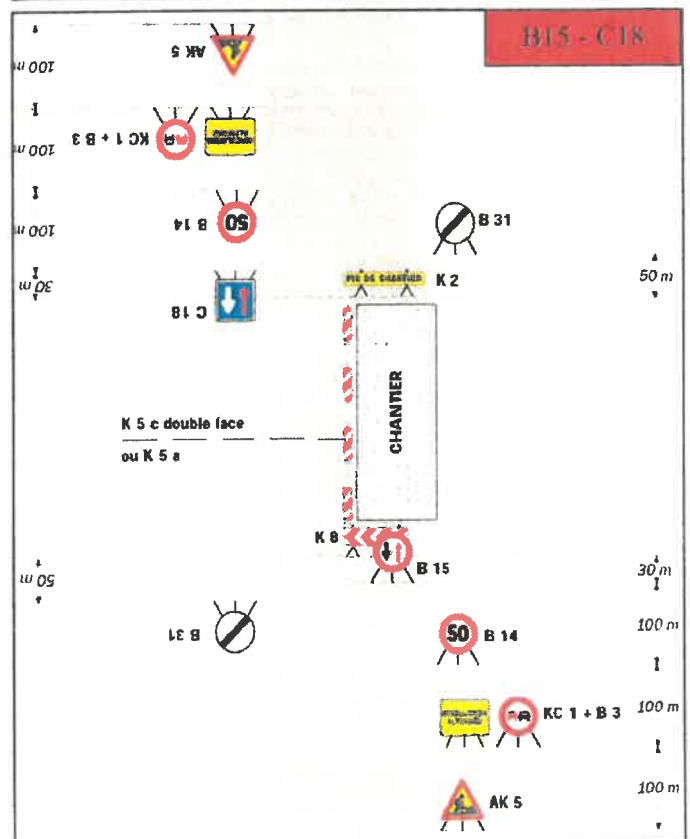 B15 - C18
AK 5
100 m
KC 1 + B 3
100 m
B 14
50
100 m
B 31
C 18
30 m
FIN DE CHANTIER
K 2
50 m
K 5 c double face
ou K 5 a
CHANTIER
K 8
B 15
50 m
30 m
B 31
50
B 14
100 m
KC 1 + B 3
100 m
AK 5
100 m